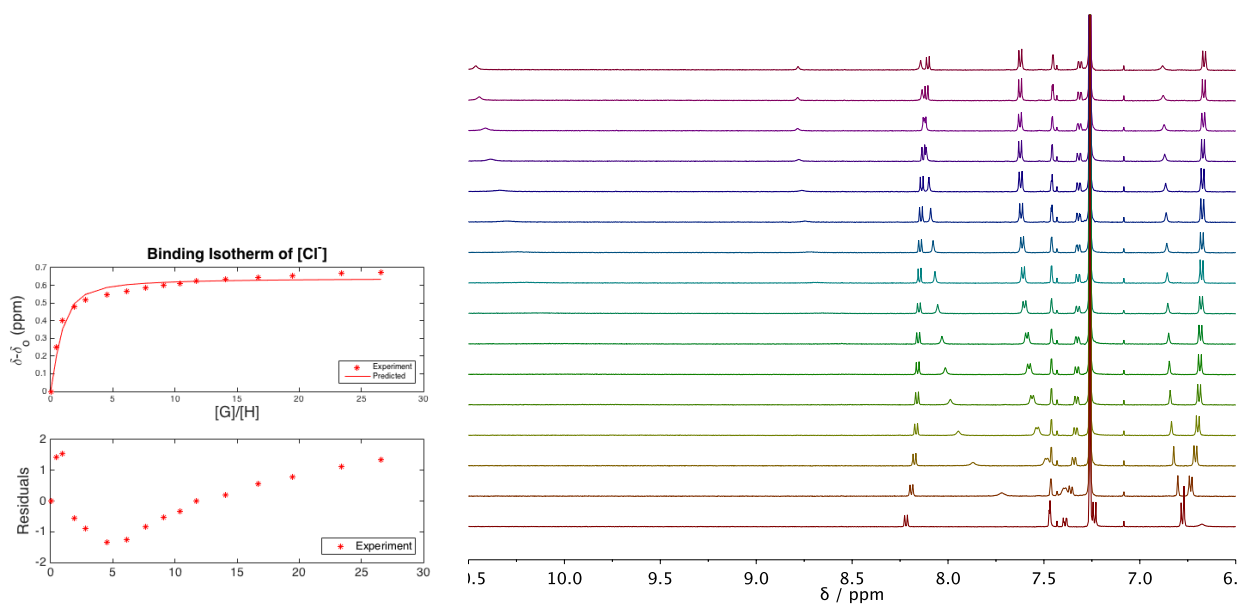 Binding Isotherm of [Cl-]
0.7
0.6
0.5
0.4
0.3
0.2
0.1
0
δ-δo (ppm)
Experiment
Predicted
0 5 10 15 20 25 30
[G]/[H]
2
1
0
-1
-2
Residuals
Experiment
0 5 10 15 20 25 30
).5 10.0 9.5 9.0 8.5 8.0 7.5 7.0 6.
δ / ppm